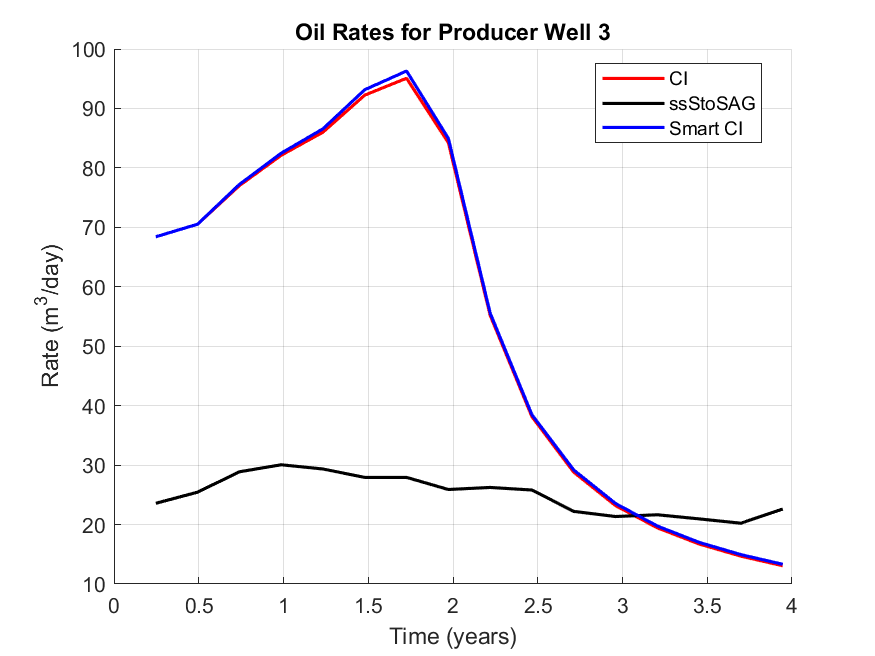 Oil Rates for Producer Well 3
100
90
80
70
60
50
40
30
20
10
Rate (m³/day)
CI
ssStoSAG
Smart CI
0 0.5 1 1.5 2 2.5 3 3.5 4
Time (years)